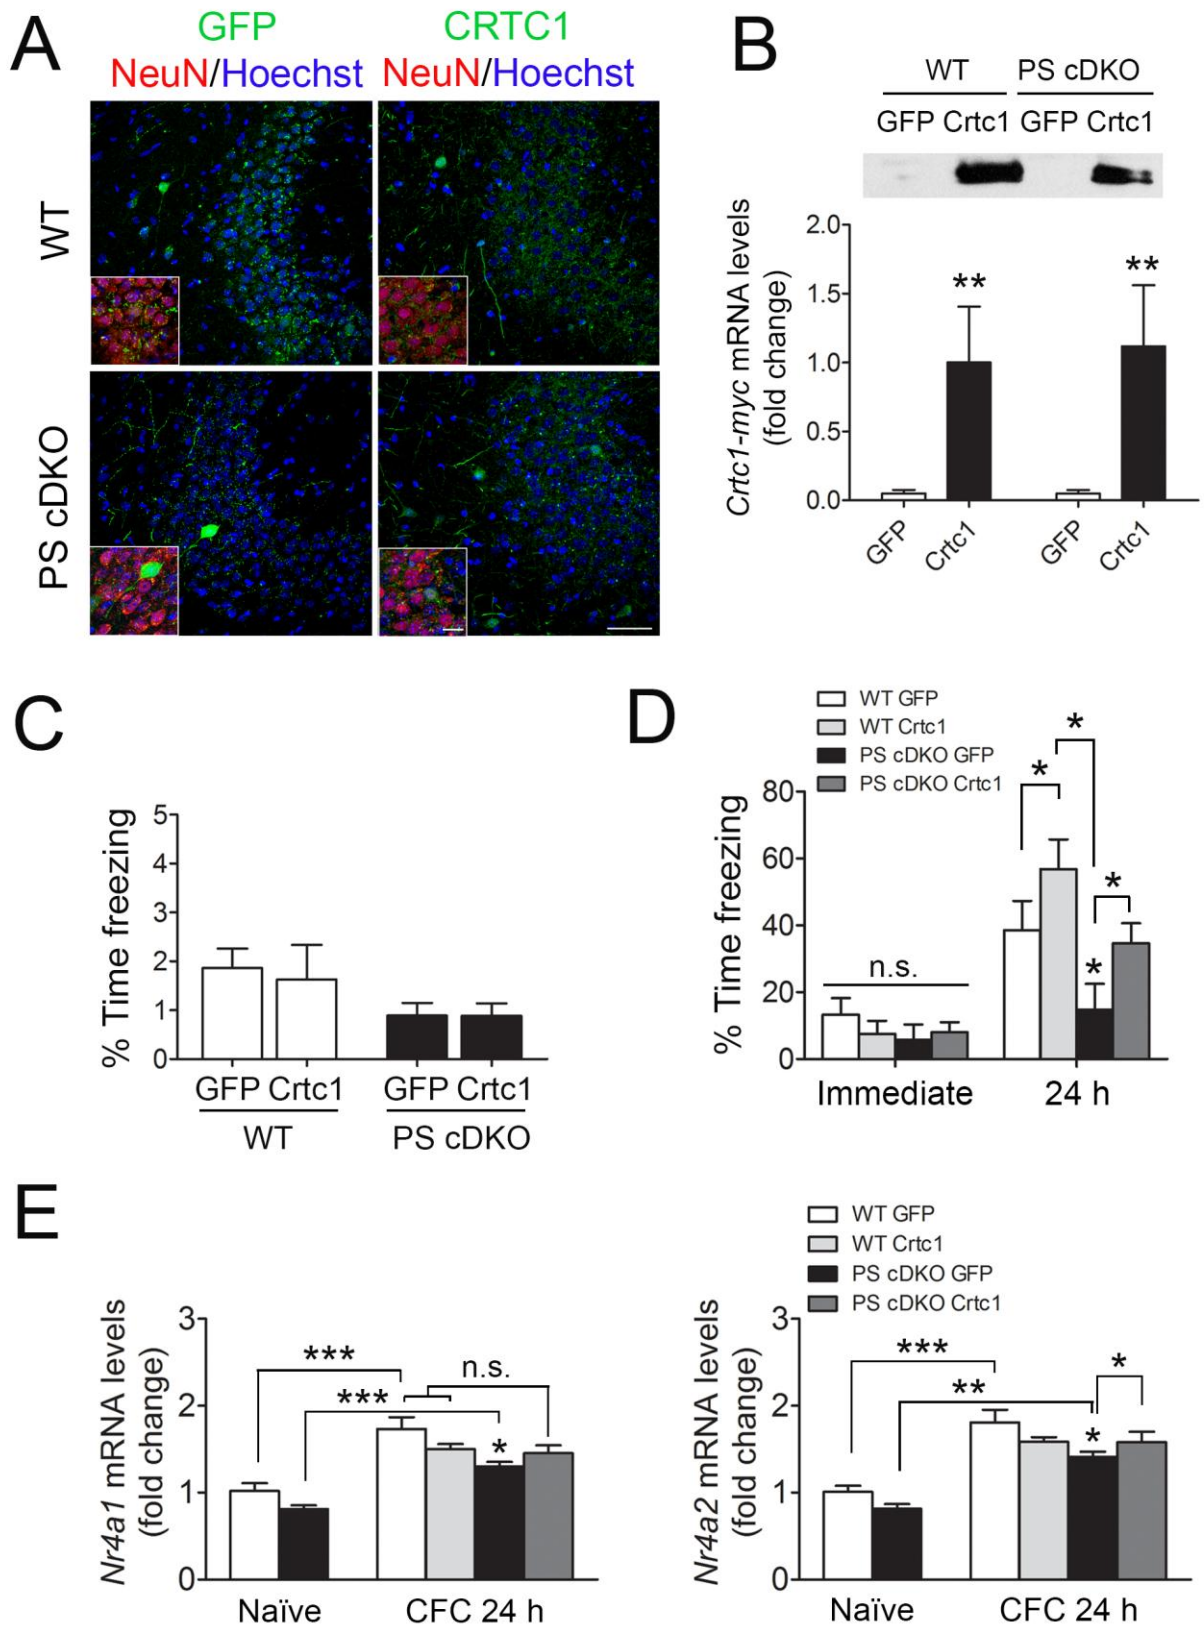 A
GFP
CRTC1
NeuN/Hoechst
NeuN/Hoechst
WT
PS cDKO
B
WT
PS cDKO
GFP Crtc1
GFP Crtc1
Crtc1-myc mRNA levels
(fold change)
2.0
1.5
1.0
0.5
0.0
**
**
GFP
Crtc1
GFP
Crtc1
C
% Time freezing
5
4
3
2
1
0
GFP Crtc1
GFP Crtc1
WT
PS cDKO
D
WT GFP
WT Crtc1
PS cDKO GFP
PS cDKO Crtc1
% Time freezing
80
60
40
20
0
n.s.
*
*
*
*
Immediate
24 h
E
Nr4a1 mRNA levels
(fold change)
3
2
1
0
***
***
n.s.
*
Naïve
CFC 24 h
WT GFP
WT Crtc1
PS cDKO GFP
PS cDKO Crtc1
Nr4a2 mRNA levels
(fold change)
3
2
1
0
***
**
*
*
Naïve
CFC 24 h